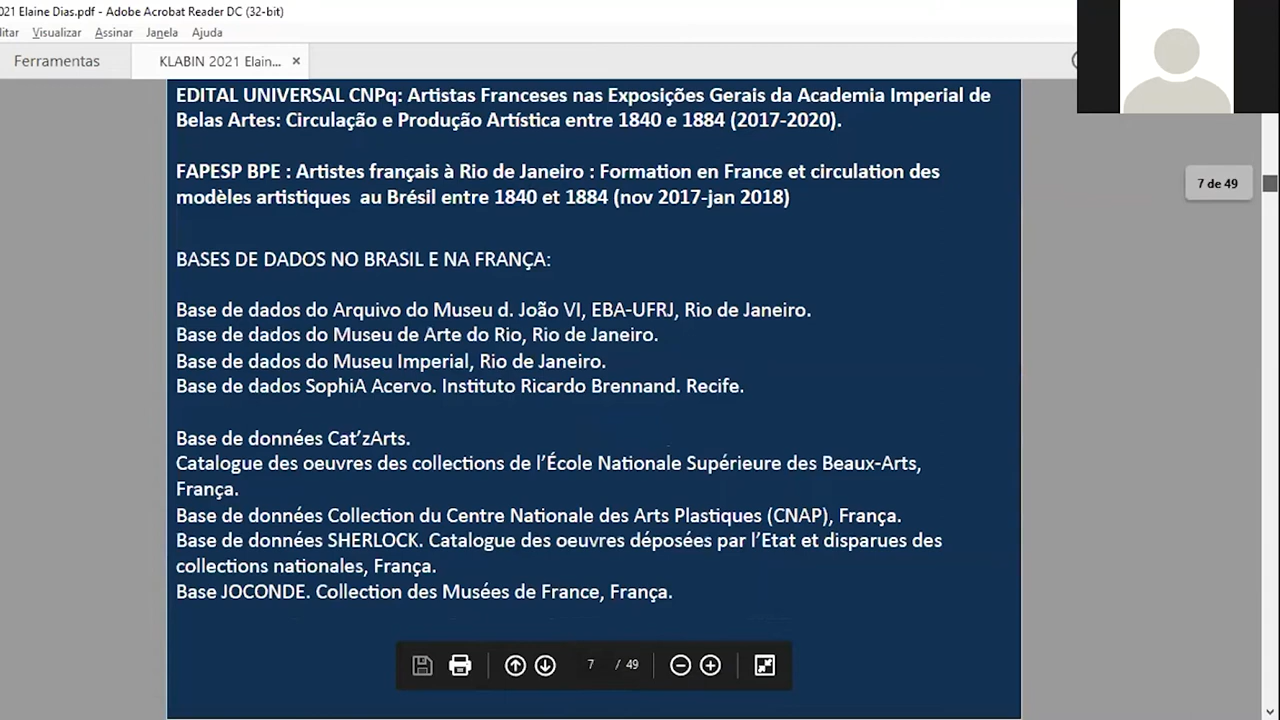 021 Elaine Dias.pdf - Adobe Acrobat Reader DC (32-bit)
itar Visualizar Assinar Janela Ajuda
Ferramentas KLABIN 2021 Elain... ×
EDITAL UNIVERSAL CNPq: Artistas Franceses nas Exposições Gerais da Academia Imperial de
Belas Artes: Circulação e Produção Artística entre 1840 e 1884 (2017-2020).
FAPESP BPE : Artistes français à Rio de Janeiro : Formation en France et circulation des
modèles artistiques au Brésil entre 1840 et 1884 (nov 2017-jan 2018)
7 de 49
BASES DE DADOS NO BRASIL E NA FRANÇA:
Base de dados do Arquivo do Museu d. João VI, EBA-UFRJ, Rio de Janeiro.
Base de dados do Museu de Arte do Rio, Rio de Janeiro.
Base de dados do Museu Imperial, Rio de Janeiro.
Base de dados SophiA Acervo. Instituto Ricardo Brennand. Recife.
Base de données Cat’zArts.
Catalogue des oeuvres des collections de l’École Nationale Supérieure des Beaux-Arts,
França.
Base de données Collection du Centre Nationale des Arts Plastiques (CNAP), França.
Base de données SHERLOCK. Catalogue des oeuvres déposées par l’Etat et disparues des
collections nationales, França.
Base JOCONDE. Collection des Musées de France, França.
7 / 49